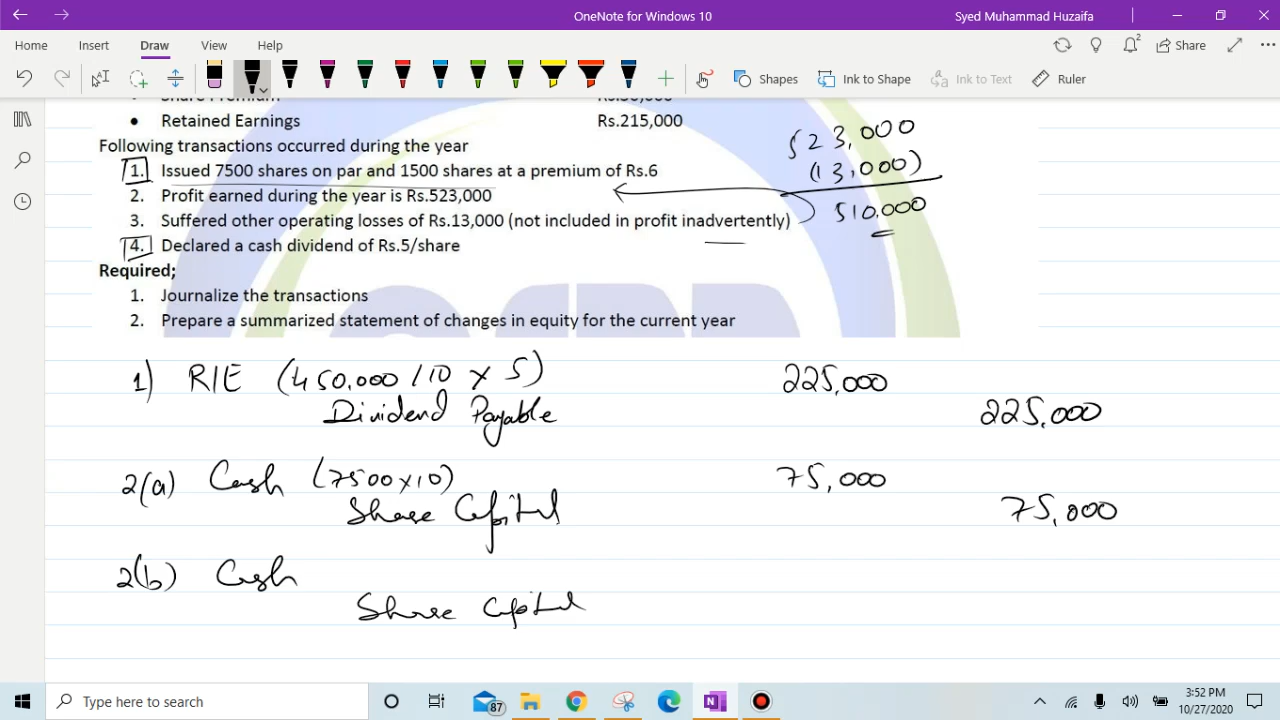 OneNote for Windows 10
Syed Muhammad Huzaifa
Home Insert Draw View Help
2
Share
Shapes
Ink to Shape
Ink to Text
Ruler
• Retained Earnings Rs.215,000
Following transactions occurred during the year
1. Issued 7500 shares on par and 1500 shares at a premium of Rs.6
2. Profit earned during the year is Rs.523,000
3. Suffered other operating losses of Rs.13,000 (not included in profit inadvertently)
4. Declared a cash dividend of Rs.5/share
523,000
(13,000)
510,000
Required;
1. Journalize the transactions
2. Prepare a summarized statement of changes in equity for the current year
1) R/E (450,000 / 10 x 5) 225,000
Dividend Payable 225,000
2(a) Cash (7500x10) 75,000
Share Capital 75,000
2(b) Cash
Share Capital
Type here to search
87
3:52 PM
10/27/2020